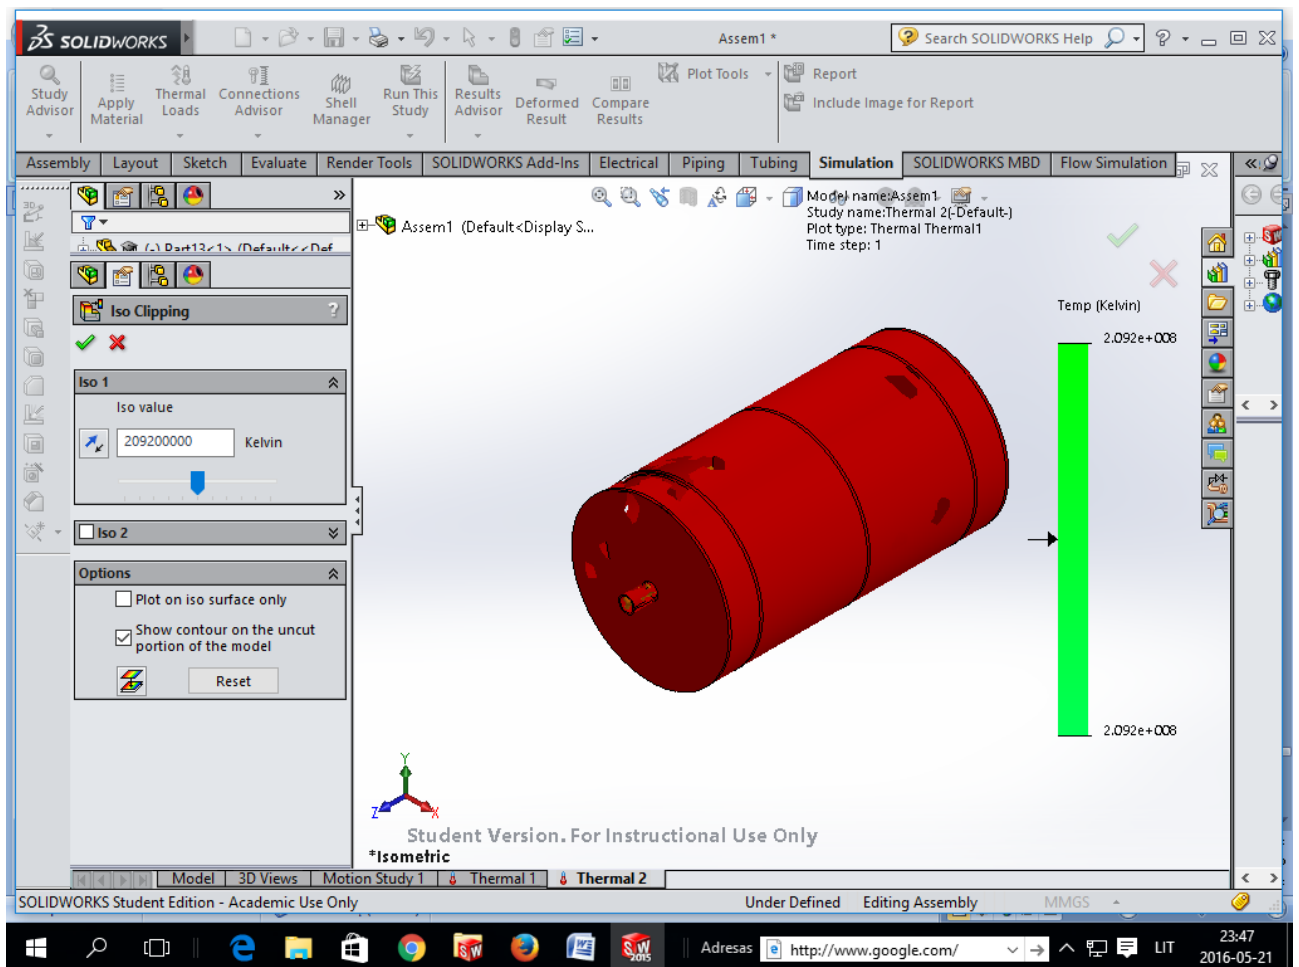 SOLIDWORKS
Assem1 *
Search SOLIDWORKS Help
Study Advisor
Apply Material
Thermal Loads
Connections Advisor
Shell Manager
Run This Study
Results Advisor
Deformed Result
Compare Results
Plot Tools
Report
Include Image for Report
Assembly Layout Sketch Evaluate Render Tools SOLIDWORKS Add-Ins Electrical Piping Tubing Simulation SOLIDWORKS MBD Flow Simulation
Assem1 (Default<Display S...
(-) Part13<1> (Default<<Def
Model name:Assem1
Study name:Thermal 2(-Default-)
Plot type: Thermal Thermal1
Time step: 1
Iso Clipping ?
Iso 1
Iso value
209200000 Kelvin
Iso 2
Options
Plot on iso surface only
Show contour on the uncut
portion of the model
Reset
Temp (Kelvin)
2.092e+008
2.092e+008
Y
Z X
Student Version. For Instructional Use Only
*Isometric
Model 3D Views Motion Study 1 Thermal 1 Thermal 2
SOLIDWORKS Student Edition - Academic Use Only Under Defined Editing Assembly MMGS
Adresas http://www.google.com/ LIT 23:47
2016-05-21